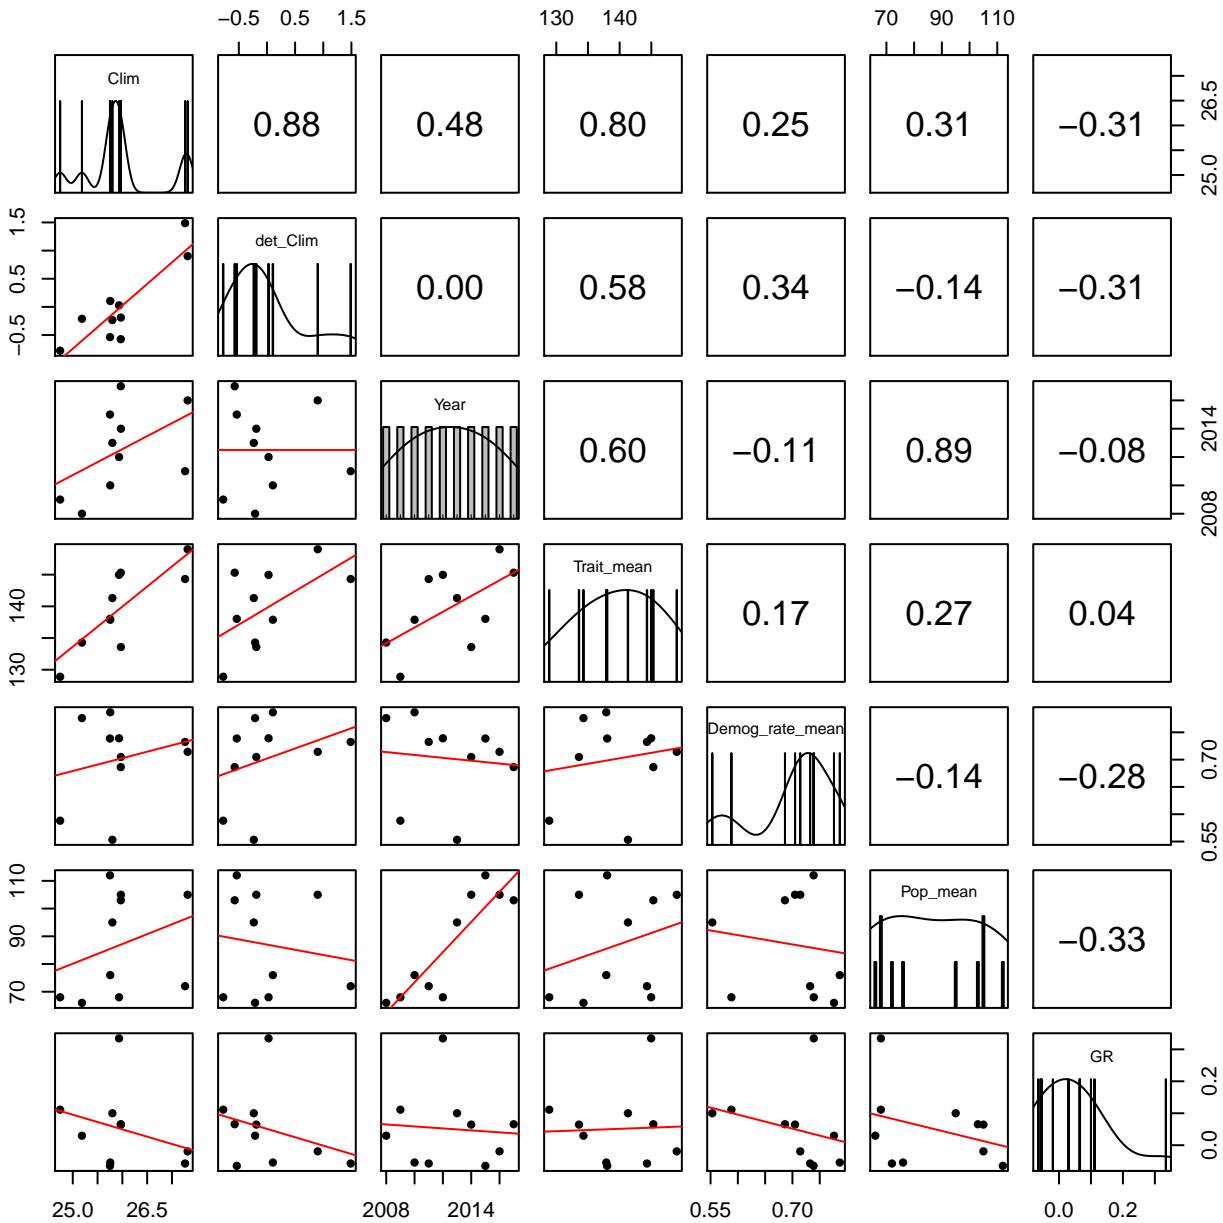 −0.5 0.5 1.5 130 140 70 90 110
Clim
0.88 0.48 0.80 0.25 0.31 −0.31
25.0 26.5
det_Clim
0.00 0.58 0.34 −0.14 −0.31
−0.5 0.5 1.5
Year
0.60 −0.11 0.89 −0.08
2008 2014
Trait_mean
0.17 0.27 0.04
130 140
Demog_rate_mean
−0.14 −0.28
0.55 0.70
Pop_mean
−0.33
70 90 110
GR
0.0 0.2
25.0 26.5 2008 2014 0.55 0.70 0.0 0.2